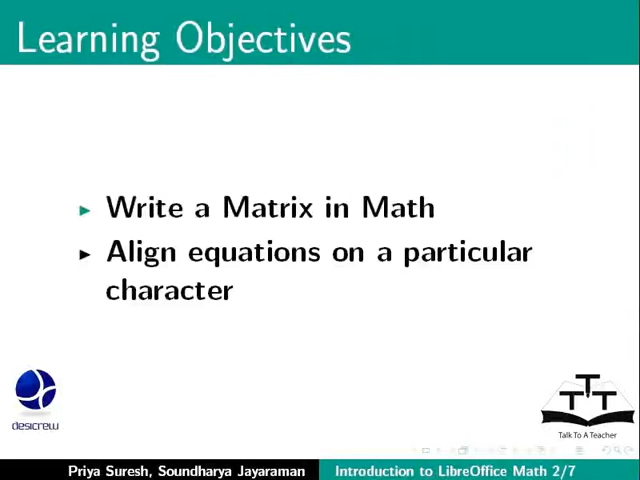 Learning Objectives
Write a Matrix in Math
Align equations on a particular
character
desicrew
T T T
Talk To A Teacher
Priya Suresh, Soundharya Jayaraman Introduction to LibreOffice Math 2/7